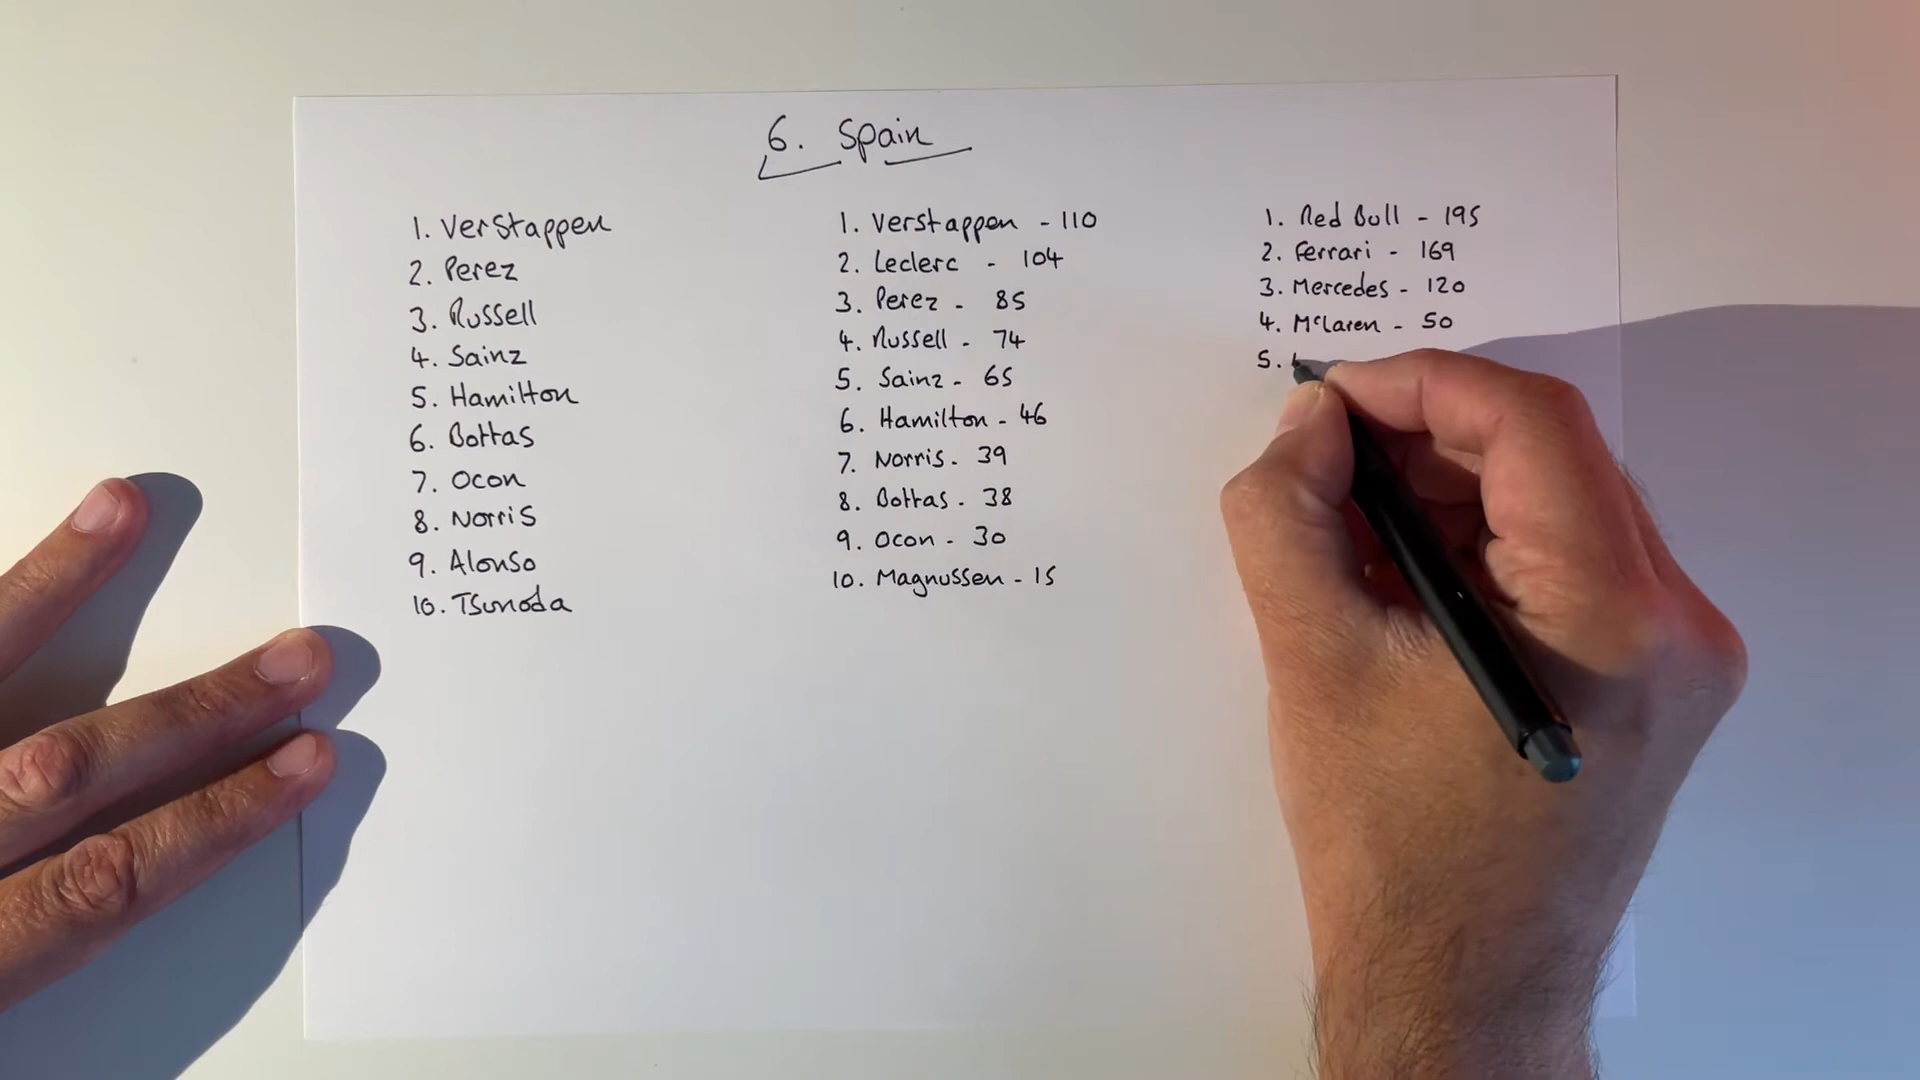 6. Spain
1. Verstappen
2. Perez
3. Russell
4. Sainz
5. Hamilton
6. Bottas
7. Ocon
8. Norris
9. Alonso
10. Tsunoda
1. Verstappen - 110
2. Leclerc - 104
3. Perez - 85
4. Russell - 74
5. Sainz - 65
6. Hamilton - 46
7. Norris - 39
8. Bottas - 38
9. Ocon - 30
10. Magnussen - 15
1. Red Bull - 195
2. Ferrari - 169
3. Mercedes - 120
4. McLaren - 50
5.